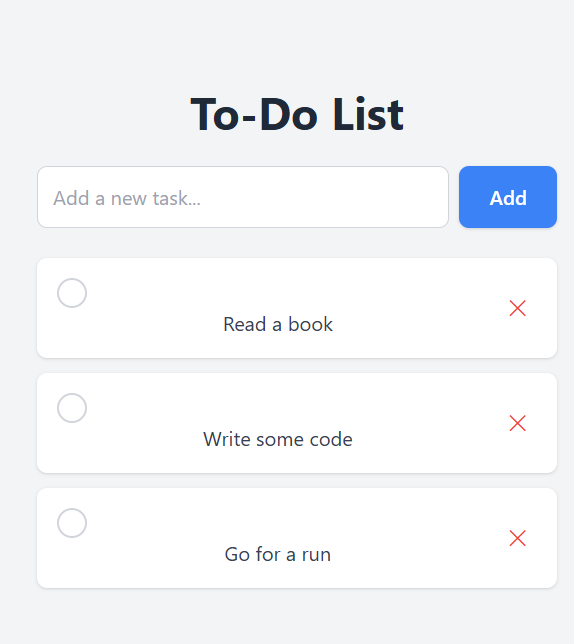 To-Do List
Add a new task...
Add
Read a book
Write some code
Go for a run